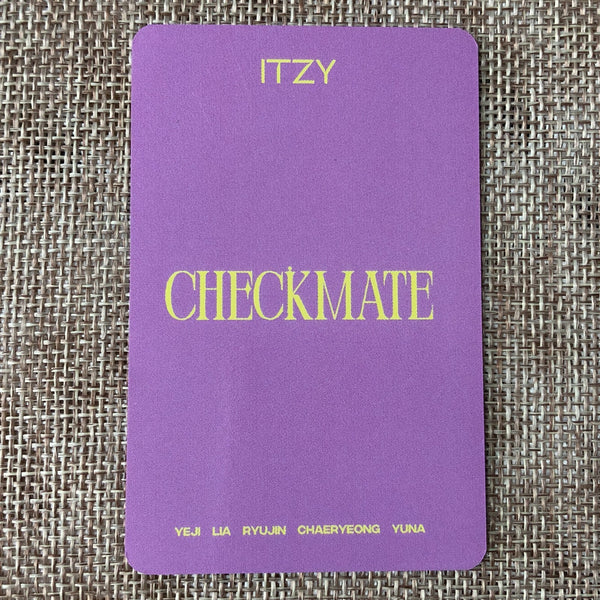 ITZY
CHECKMATE
YEJI LIA RYUJIN CHAERYEONG YUNA